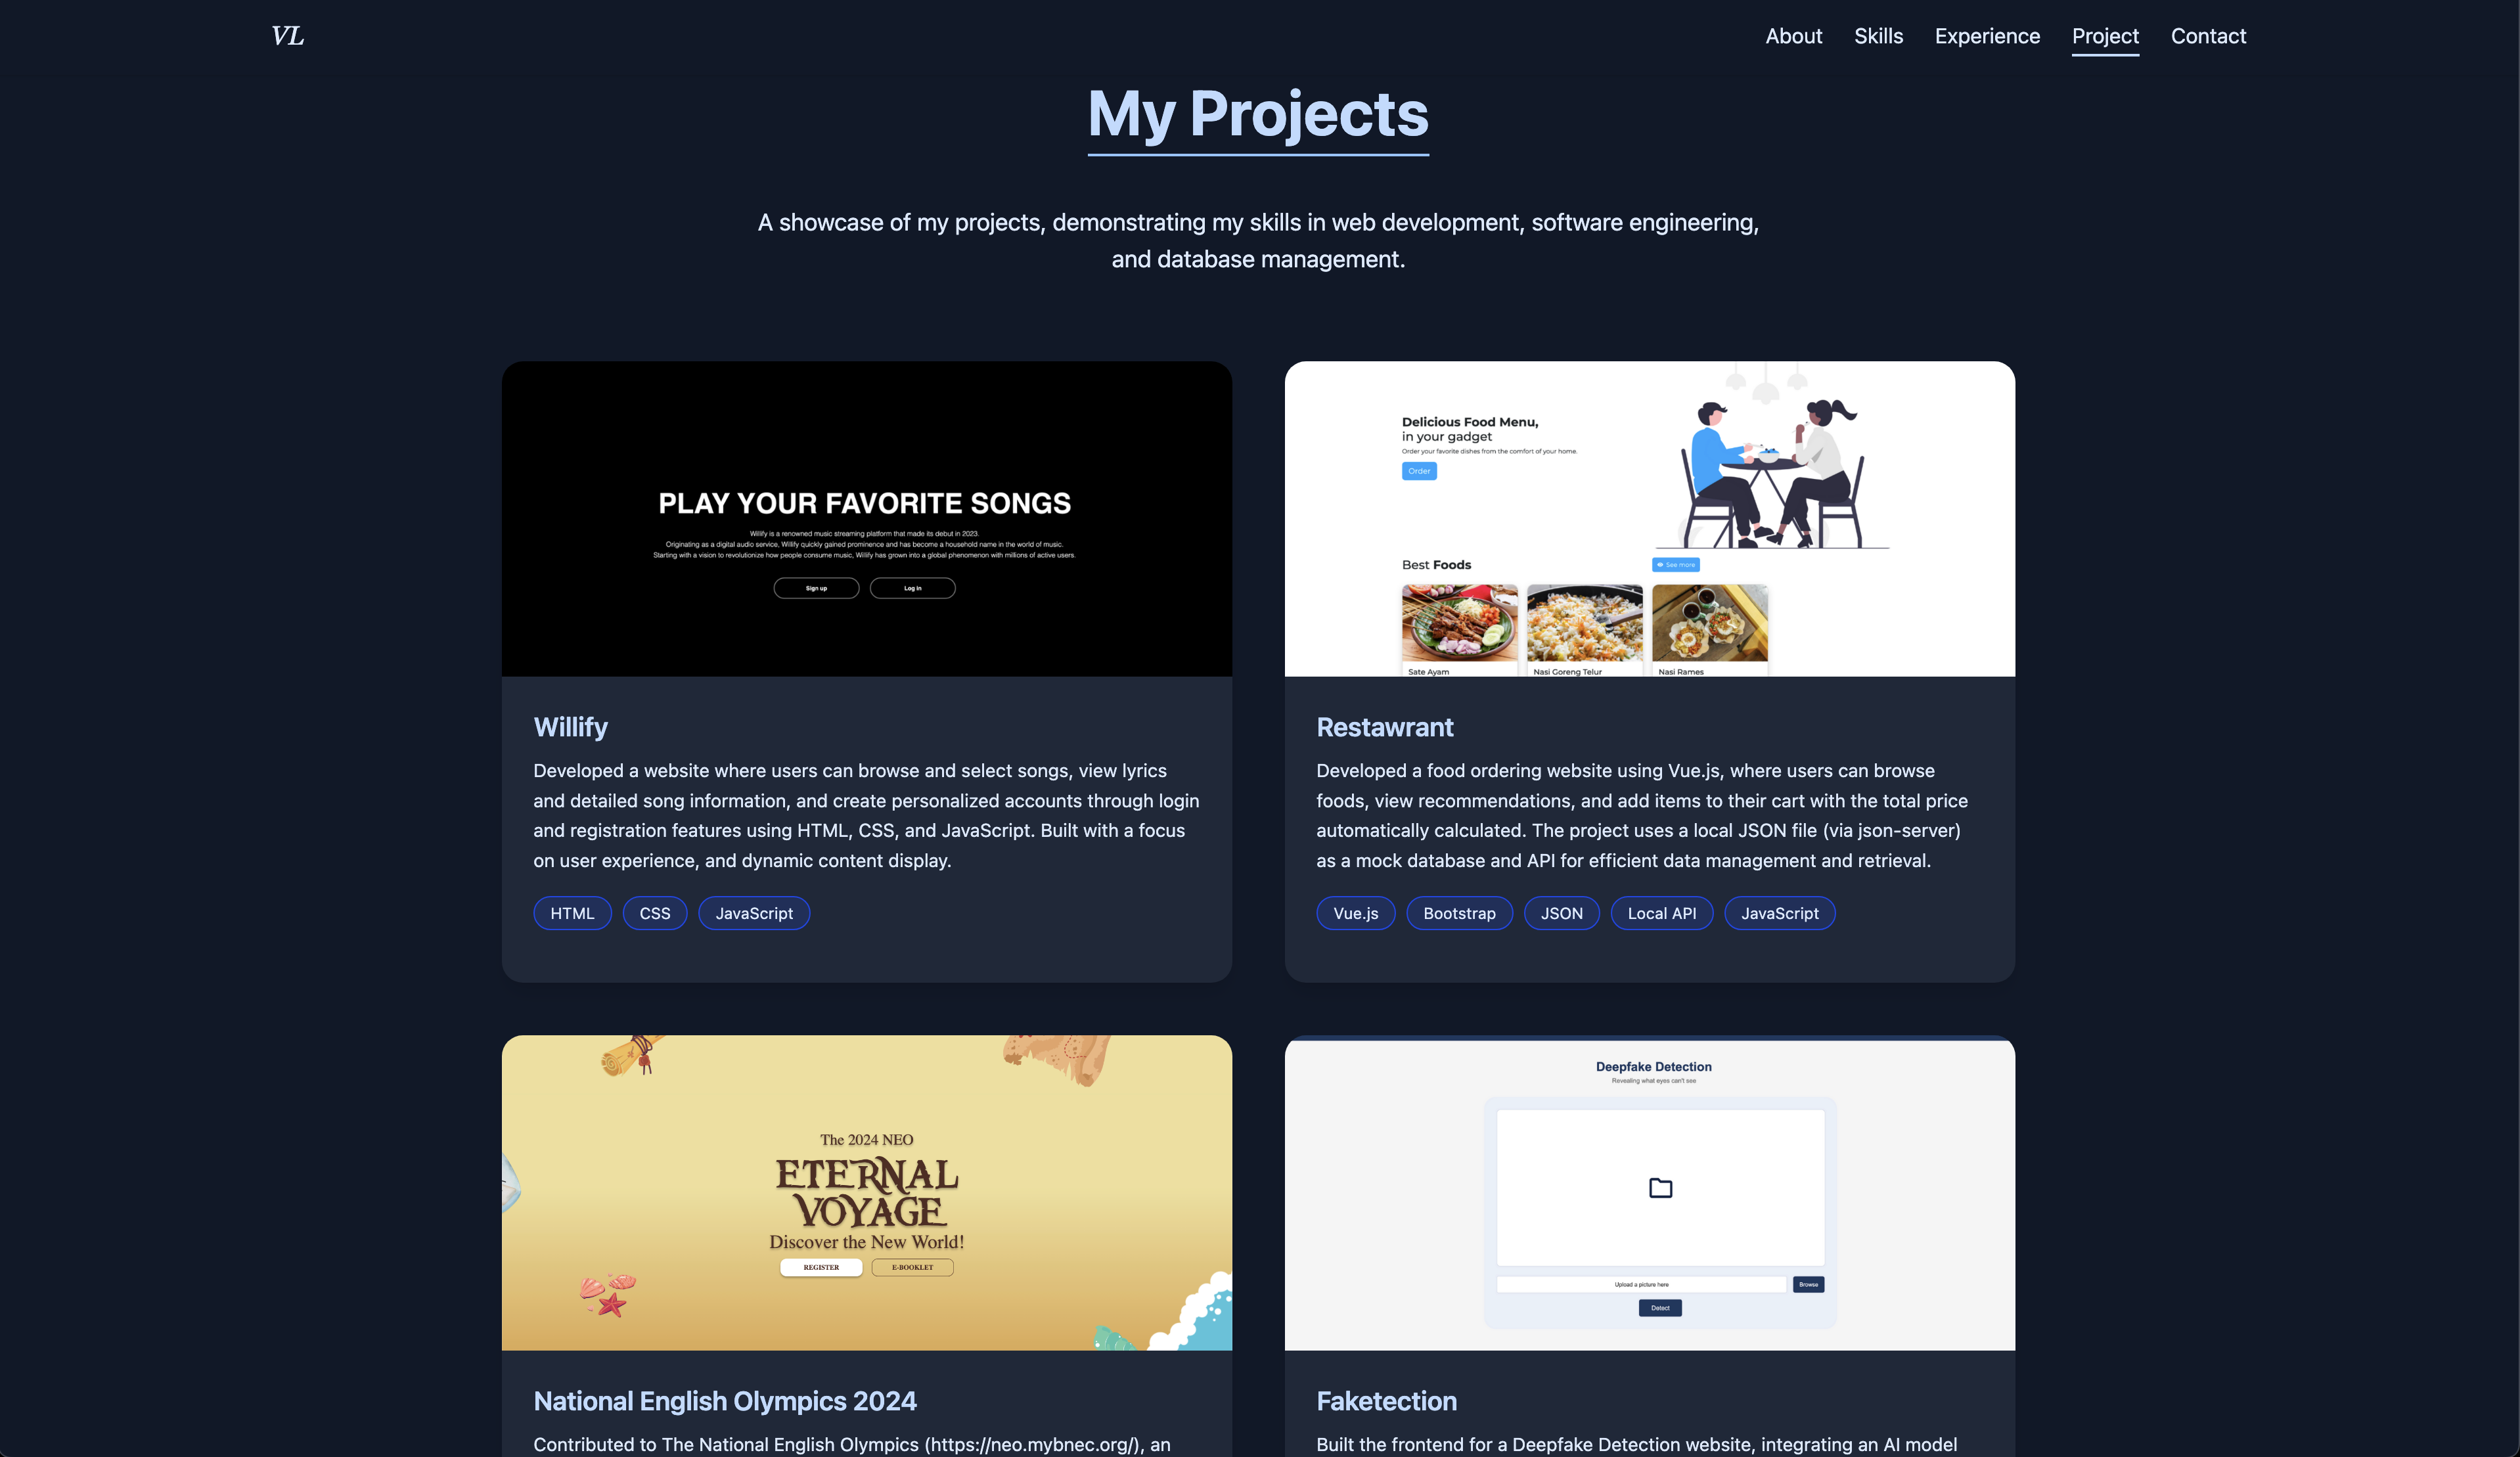 VL
About Skills Experience Project Contact
My Projects
A showcase of my projects, demonstrating my skills in web development, software engineering,
and database management.
PLAY YOUR FAVORITE SONGS
Willify is a renowned music streaming platform that made its debut in 2023.
Originating as a digital audio service, Willify quickly gained prominence and has become a household name in the world of music.
Starting with a vision to revolutionize how people consume music, Willify has grown into a global phenomenon with millions of active users.
Sign up Log in
Willify
Developed a website where users can browse and select songs, view lyrics
and detailed song information, and create personalized accounts through login
and registration features using HTML, CSS, and JavaScript. Built with a focus
on user experience, and dynamic content display.
HTML CSS JavaScript
Delicious Food Menu,
in your gadget
Order your favorite dishes from the comfort of your home.
Order
Best Foods
See more
Sate Ayam Nasi Goreng Telur Nasi Rames
Restawrant
Developed a food ordering website using Vue.js, where users can browse
foods, view recommendations, and add items to their cart with the total price
automatically calculated. The project uses a local JSON file (via json-server)
as a mock database and API for efficient data management and retrieval.
Vue.js Bootstrap JSON Local API JavaScript
The 2024 NEO
ETERNAL
VOYAGE
Discover the New World!
REGISTER E-BOOKLET
National English Olympics 2024
Contributed to The National English Olympics (https://neo.mybnec.org/), an
Deepfake Detection
Revealing what eyes can't see
Upload a picture here Browse
Detect
Faketection
Built the frontend for a Deepfake Detection website, integrating an AI model